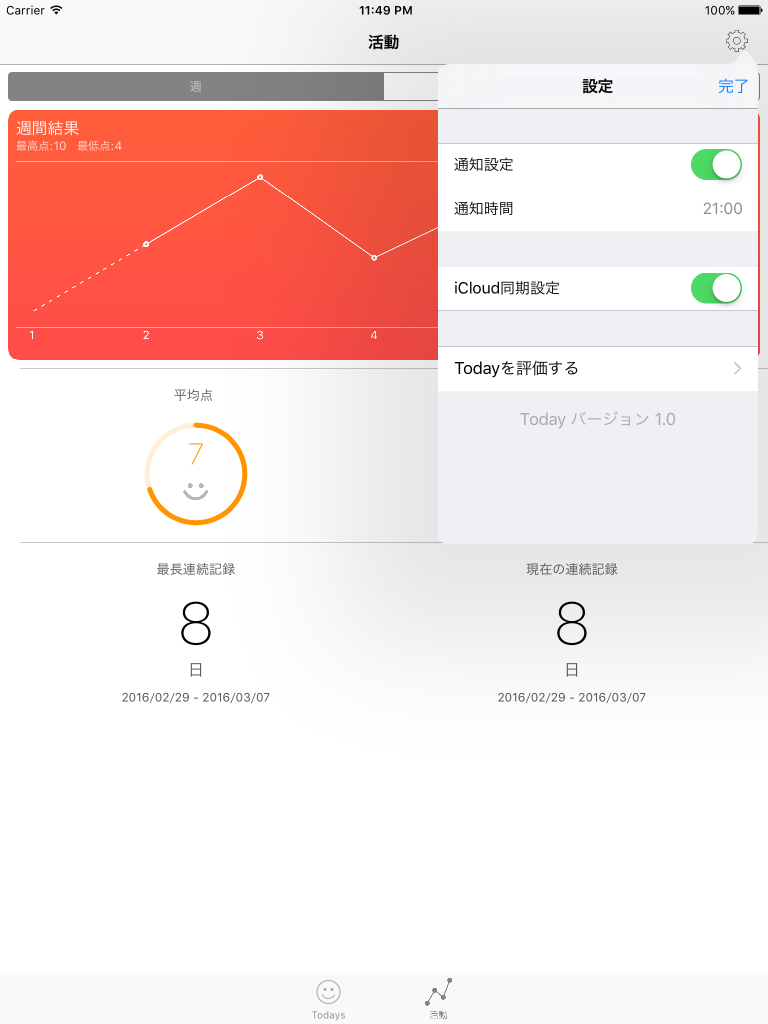 Carrier 11:49 PM 100%
活動
週
設定 完了
週間結果
最高点:10 最低点:4
1 2 3 4
通知設定
通知時間 21:00
iCloud同期設定
Todayを評価する
Today バージョン 1.0
平均点
7
最長連続記録
8
日
2016/02/29 - 2016/03/07
現在の連続記録
8
日
2016/02/29 - 2016/03/07
Todays
活動